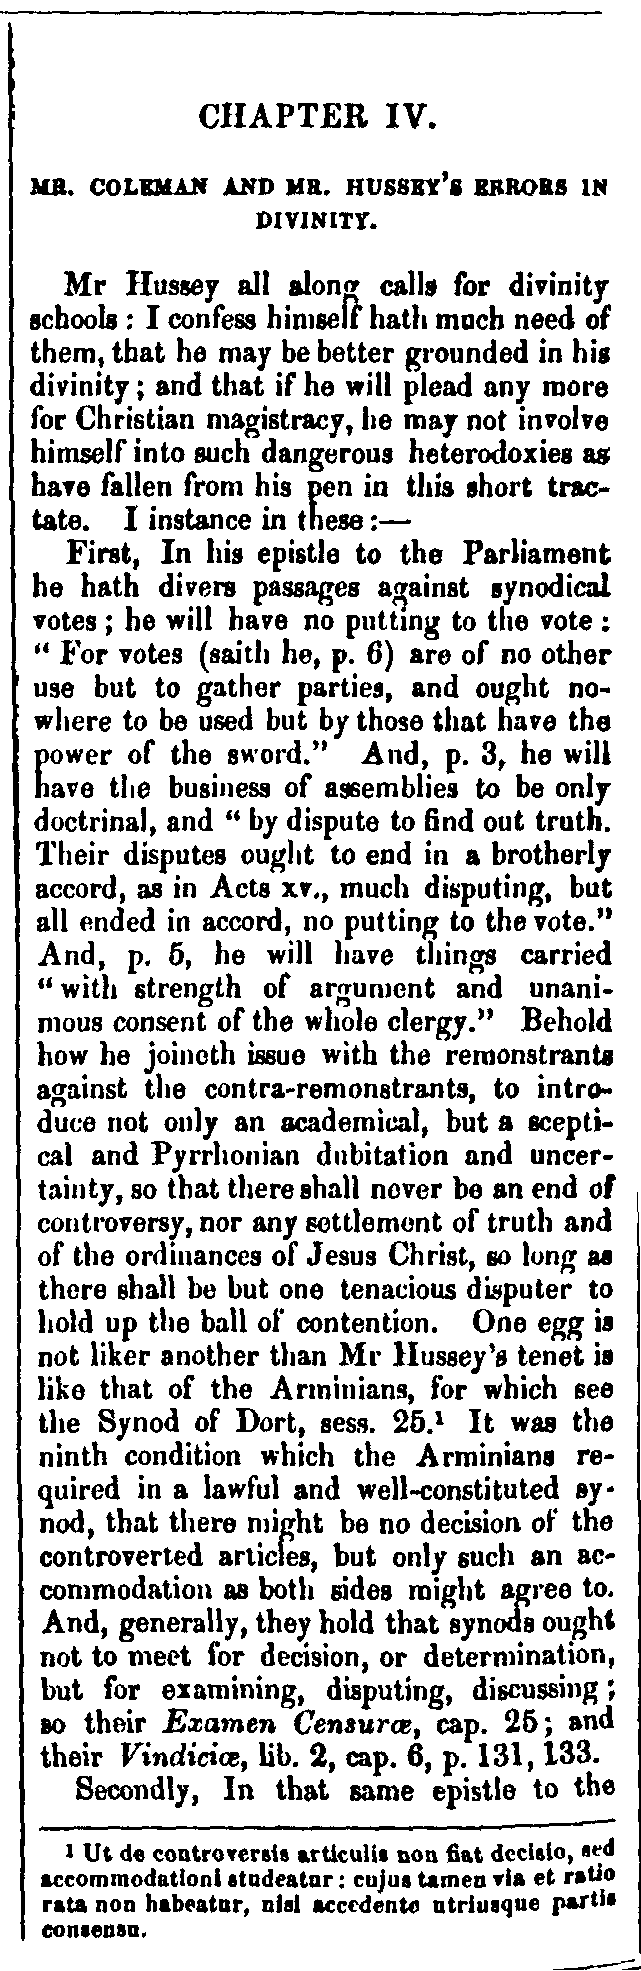 CHAPTER IV.
MR. COLEMAN AND MR. HUSSEY'S ERRORS IN
DIVINITY.
Mr Hussey all along calls for divinity
schools : I confess himself hath much need of
them, that he may be better grounded in his
divinity ; and that if he will plead any more
for Christian magistracy, he may not involve
himself into such dangerous heterodoxies as
have fallen from his pen in this short trac-
tate. I instance in these :—
First, In his epistle to the Parliament
he hath divers passages against synodical
votes ; he will have no putting to the vote :
“ For votes (saith he, p. 6) are of no other
use but to gather parties, and ought no-
where to be used but by those that have the
power of the sword.” And, p. 3, he will
have the business of assemblies to be only
doctrinal, and “ by dispute to find out truth.
Their disputes ought to end in a brotherly
accord, as in Acts xv., much disputing, but
all ended in accord, no putting to the vote.”
And, p. 5, he will have things carried
“ with strength of argument and unani-
mous consent of the whole clergy.” Behold
how he joineth issue with the remonstrants
against the contra-remonstrants, to intro-
duce not only an academical, but a scepti-
cal and Pyrrhonian dubitation and uncer-
tainty, so that there shall never be an end of
controversy, nor any settlement of truth and
of the ordinances of Jesus Christ, so long as
there shall be but one tenacious disputer to
hold up the ball of contention. One egg is
not liker another than Mr Hussey's tenet is
like that of the Arminians, for which see
the Synod of Dort, sess. 25.¹ It was the
ninth condition which the Arminians re-
quired in a lawful and well-constituted sy-
nod, that there might be no decision of the
controverted articles, but only such an ac-
commodation as both sides might agree to.
And, generally, they hold that synods ought
not to meet for decision, or determination,
but for examining, disputing, discussing ;
so their Examen Censuræ, cap. 25 ; and
their Vindiciæ, lib. 2, cap. 6, p. 131, 133.
Secondly, In that same epistle to the
¹ Ut de controversis articulis non fiat decisio, sed
accommodationi studeatur : cujus tamen via et ratio
rata non habeatur, nisi accedente utriusque partis
consensu.